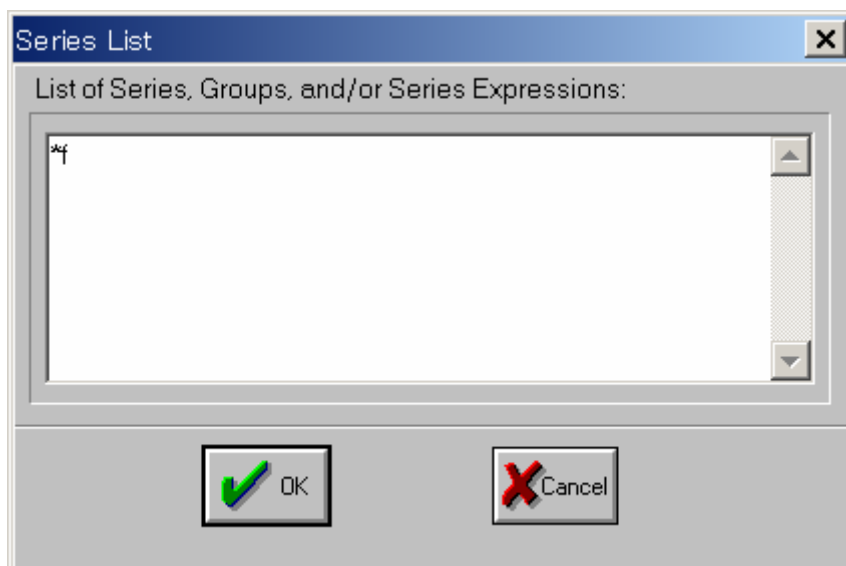 Series List
List of Series, Groups, and/or Series Expressions:
*f
OK
Cancel